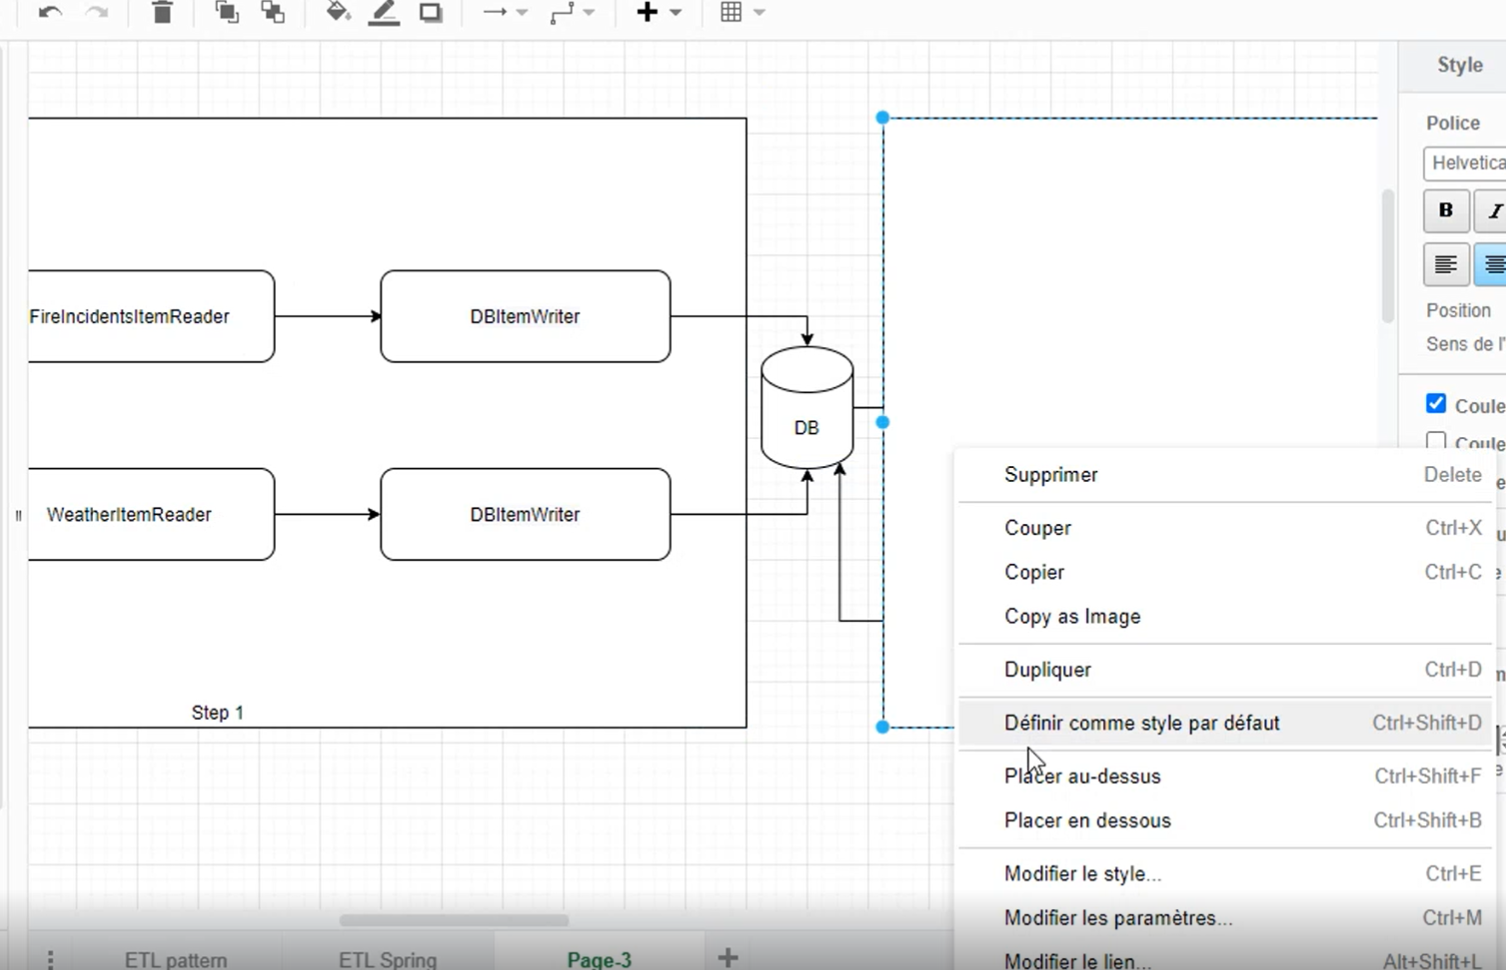 Style
Police
Helvetica
B I
Position
Sens de l'
Coule
Coule
FireIncidentsItemReader
DBItemWriter
DB
WeatherItemReader
DBItemWriter
Step 1
Supprimer Delete
Couper Ctrl+X
Copier Ctrl+C
Copy as Image
Dupliquer Ctrl+D
Définir comme style par défaut Ctrl+Shift+D
Placer au-dessus Ctrl+Shift+F
Placer en dessous Ctrl+Shift+B
Modifier le style... Ctrl+E
Modifier les paramètres... Ctrl+M
Modifier le lien... Alt+Shift+L
ETL pattern ETL Spring Page-3